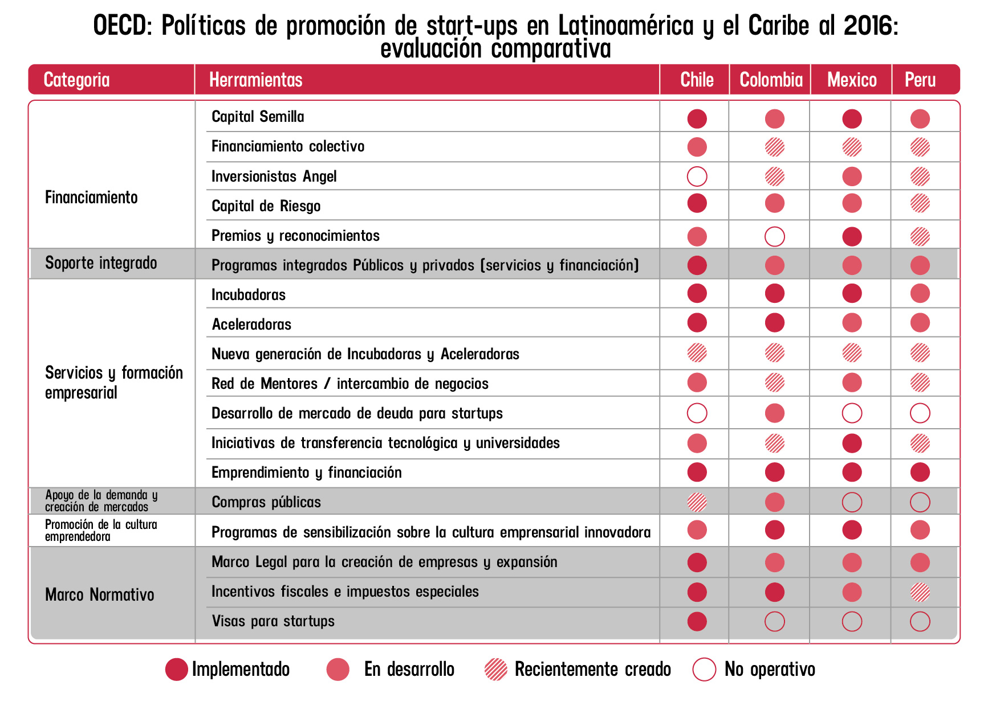 OECD: Políticas de promoción de start-ups en Latinoamérica y el Caribe al 2016:
evaluación comparativa
Categoria Herramientas Chile Colombia Mexico Peru
Capital Semilla
Financiamiento colectivo
Inversionistas Angel
Financiamiento
Capital de Riesgo
Premios y reconocimientos
Soporte integrado Programas integrados Públicos y privados (servicios y financiación)
Incubadoras
Aceleradoras
Nueva generación de Incubadoras y Aceleradoras
Servicios y formación
empresarial
Red de Mentores / intercambio de negocios
Desarrollo de mercado de deuda para startups
Iniciativas de transferencia tecnológica y universidades
Emprendimiento y financiación
Apoyo de la demanda y
creación de mercados
Compras públicas
Promoción de la cultura
emprendedora
Programas de sensibilización sobre la cultura emprensarial innovadora
Marco Legal para la creación de empresas y expansión
Marco Normativo
Incentivos fiscales e impuestos especiales
Visas para startups
Implementado En desarrollo Recientemente creado No operativo